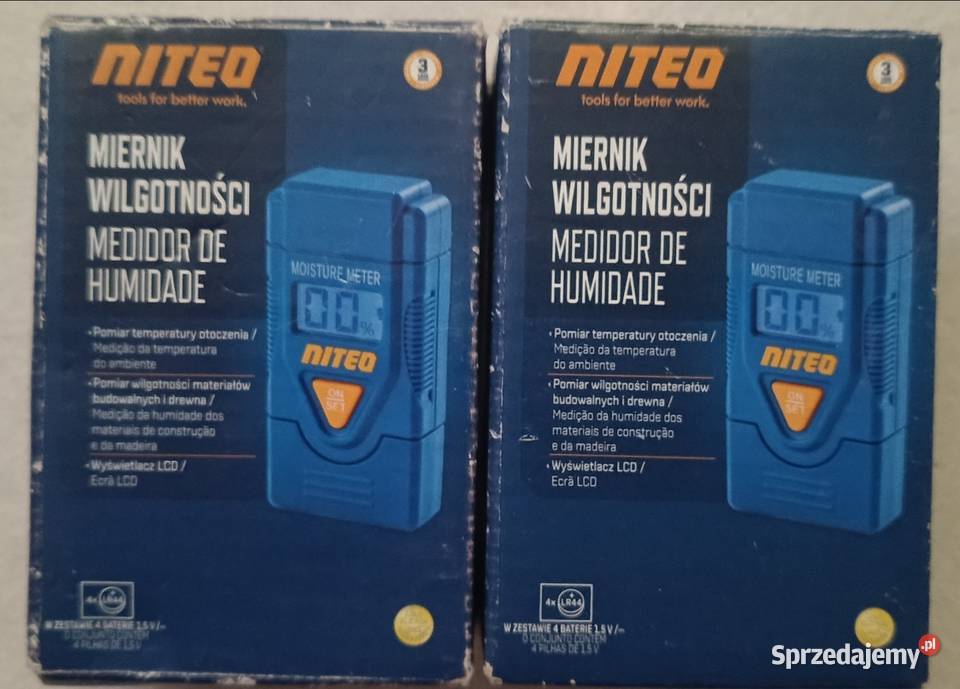 NITEO
tools for better work.
3
MIERNIK
WILGOTNOŚCI
MEDIDOR DE
HUMIDADE
• Pomiar temperatury otoczenia /
Medição da temperatura
do ambiente
• Pomiar wilgotności materiałów
budowalnych i drewna /
Medição da humidade dos
materiais de construção
e da madeira
• Wyświetlacz LCD /
Ecrã LCD
MOISTURE METER
00%
NITEO
ON
SET
4x LR44
W ZESTAWIE 4 BATERIE 1,5 V /
O CONJUNTO CONTÉM
4 PILHAS DE 1,5 V
NITEO
tools for better work.
3
MIERNIK
WILGOTNOŚCI
MEDIDOR DE
HUMIDADE
• Pomiar temperatury otoczenia /
Medição da temperatura
do ambiente
• Pomiar wilgotności materiałów
budowalnych i drewna /
Medição da humidade dos
materiais de construção
e da madeira
• Wyświetlacz LCD /
Ecrã LCD
MOISTURE METER
00%
NITEO
ON
SET
4x LR44
W ZESTAWIE 4 BATERIE 1,5 V /
O CONJUNTO CONTÉM
4 PILHAS DE 1,5 V
Sprzedajemy.pl